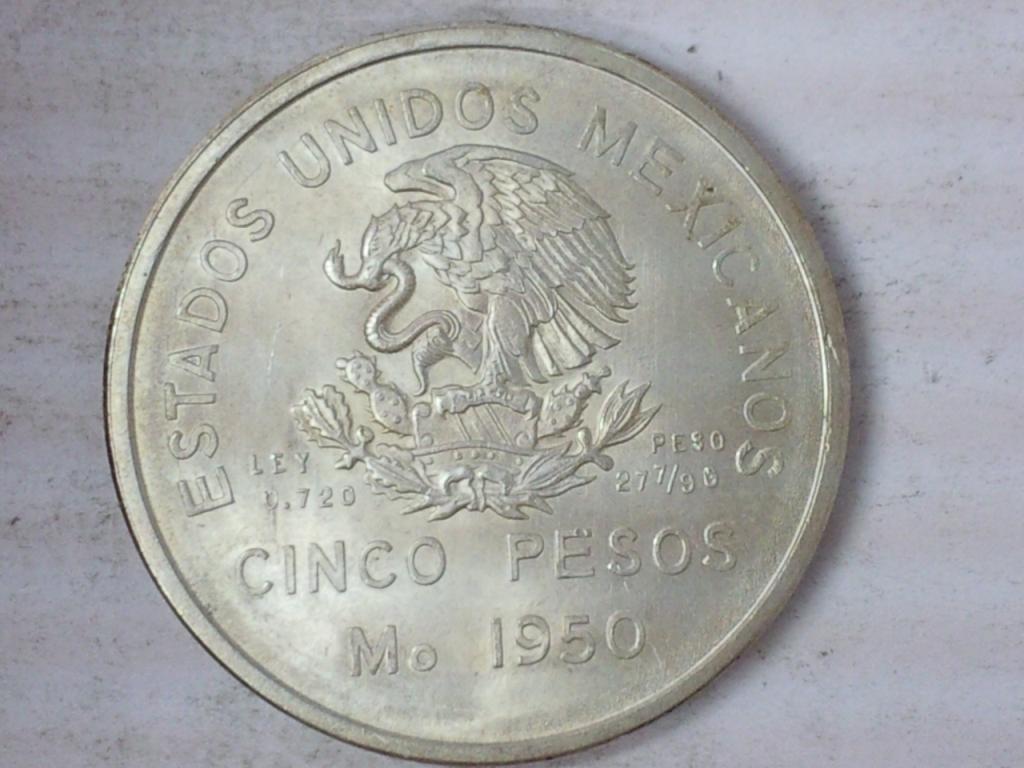 ESTADOS UNIDOS MEXICANOS
LEY
0.720
PESO
27 7/9 G
CINCO PESOS
Mo 1950